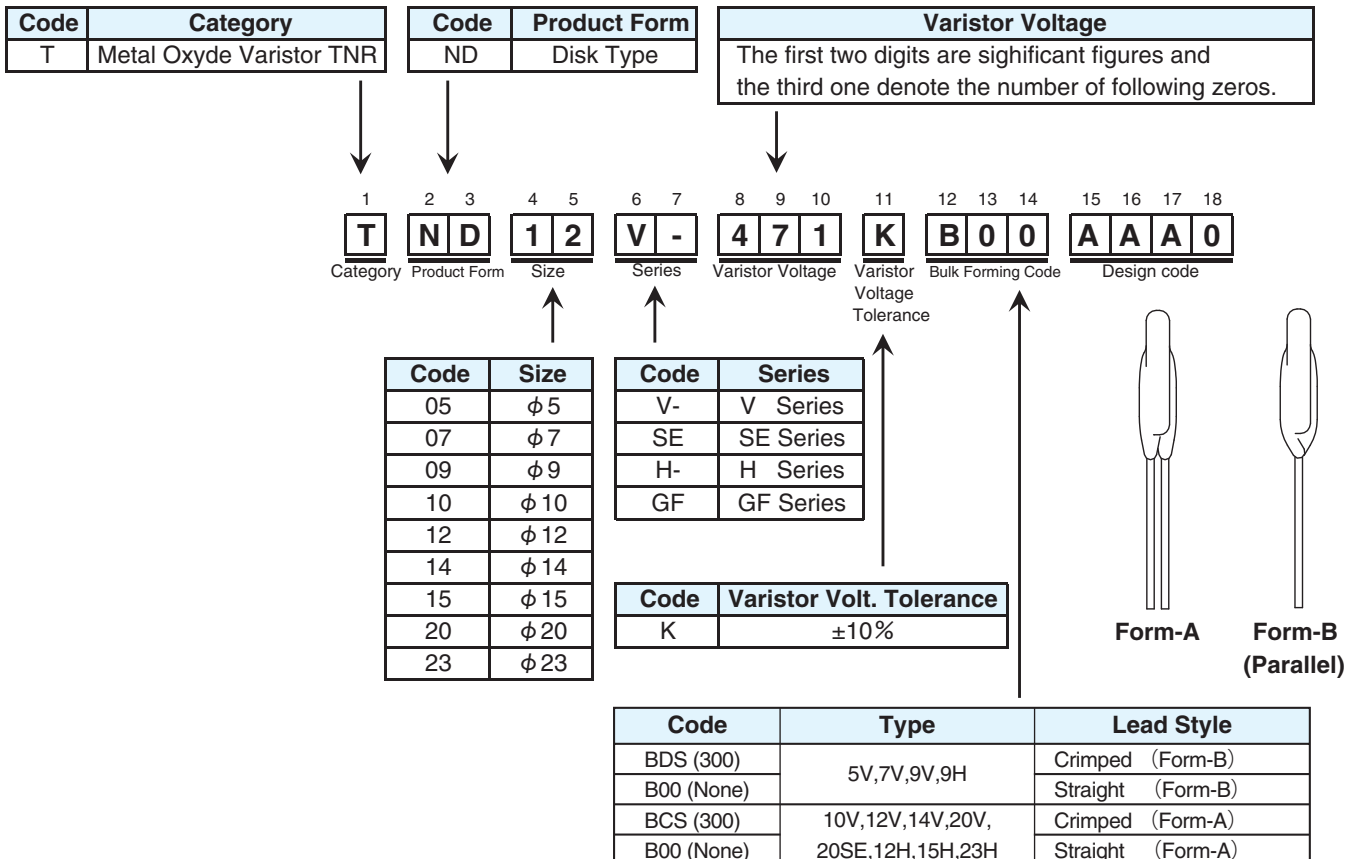 Code Category
T Metal Oxyde Varistor TNR
Code Product Form
ND Disk Type
Varistor Voltage
The first two digits are sighificant figures and
the third one denote the number of following zeros.
1 2 3 4 5 6 7 8 9 10 11 12 13 14 15 16 17 18
T N D 1 2 V - 4 7 1 K B 0 0 A A A 0
Category Product Form Size Series Varistor Voltage Varistor Bulk Forming Code Design code
Voltage
Tolerance
Code Size
05 φ5
07 φ7
09 φ9
10 φ10
12 φ12
14 φ14
15 φ15
20 φ20
23 φ23
Code Series
V- V Series
SE SE Series
H- H Series
GF GF Series
Code Varistor Volt. Tolerance
K ±10%
Form-A Form-B
(Parallel)
Code Type Lead Style
BDS (300) 5V,7V,9V,9H Crimped (Form-B)
B00 (None) Straight (Form-B)
BCS (300) 10V,12V,14V,20V, Crimped (Form-A)
B00 (None) 20SE,12H,15H,23H Straight (Form-A)